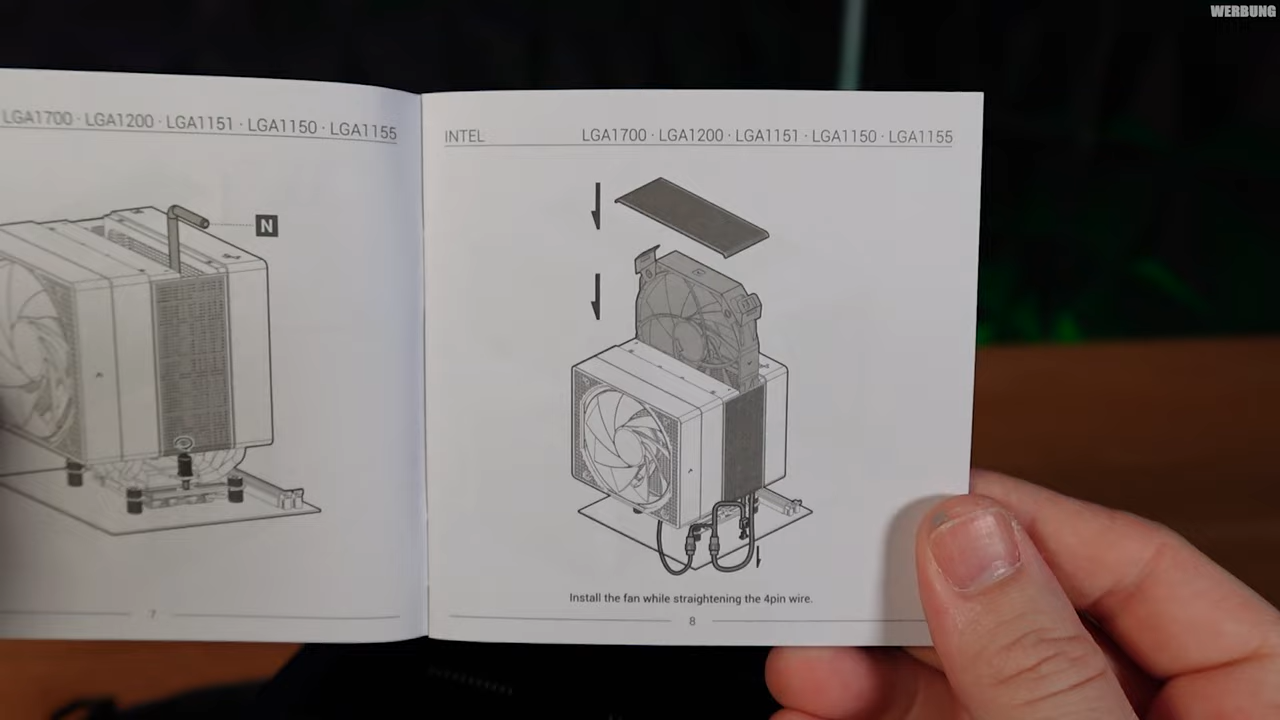 WERBUNG
LGA1700 · LGA1200 · LGA1151 · LGA1150 · LGA1155
N
7
INTEL LGA1700 · LGA1200 · LGA1151 · LGA1150 · LGA1155
Install the fan while straightening the 4pin wire.
8